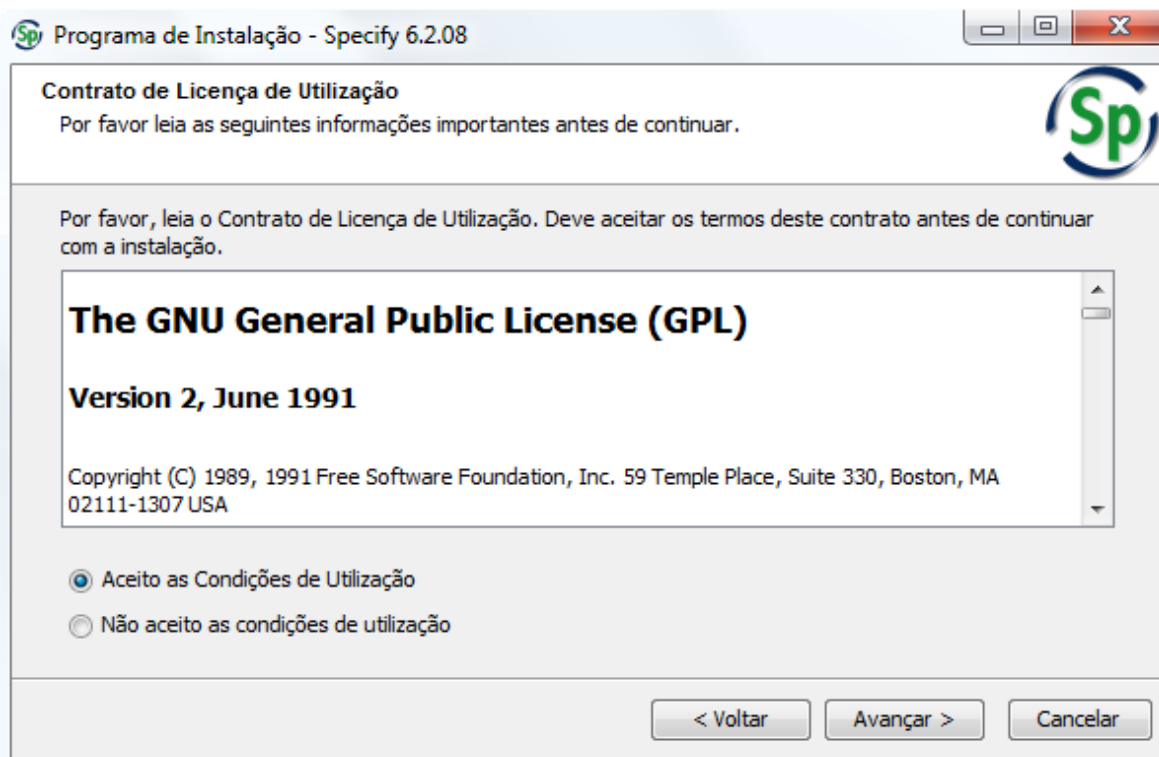 Sp Programa de Instalação - Specify 6.2.08
Contrato de Licença de Utilização
Por favor leia as seguintes informações importantes antes de continuar.
Sp
Por favor, leia o Contrato de Licença de Utilização. Deve aceitar os termos deste contrato antes de continuar
com a instalação.
The GNU General Public License (GPL)
Version 2, June 1991
Copyright (C) 1989, 1991 Free Software Foundation, Inc. 59 Temple Place, Suite 330, Boston, MA
02111-1307 USA
Aceito as Condições de Utilização
Não aceito as condições de utilização
< Voltar Avançar > Cancelar